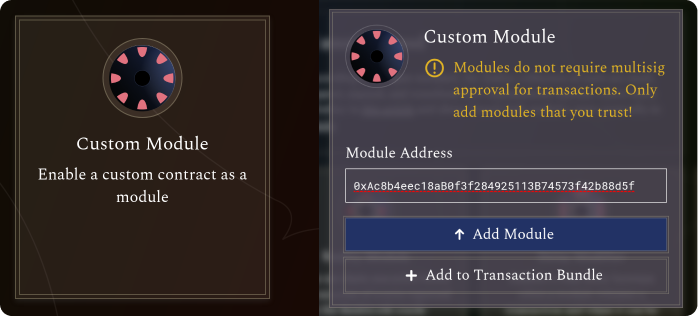 Custom Module
Enable a custom contract as a
module
Custom Module
Modules do not require multisig
approval for transactions. Only
add modules that you trust!
Module Address
0xAc8b4eec18aB0f3f284925113B74573f42b88d5f
Add Module
Add to Transaction Bundle